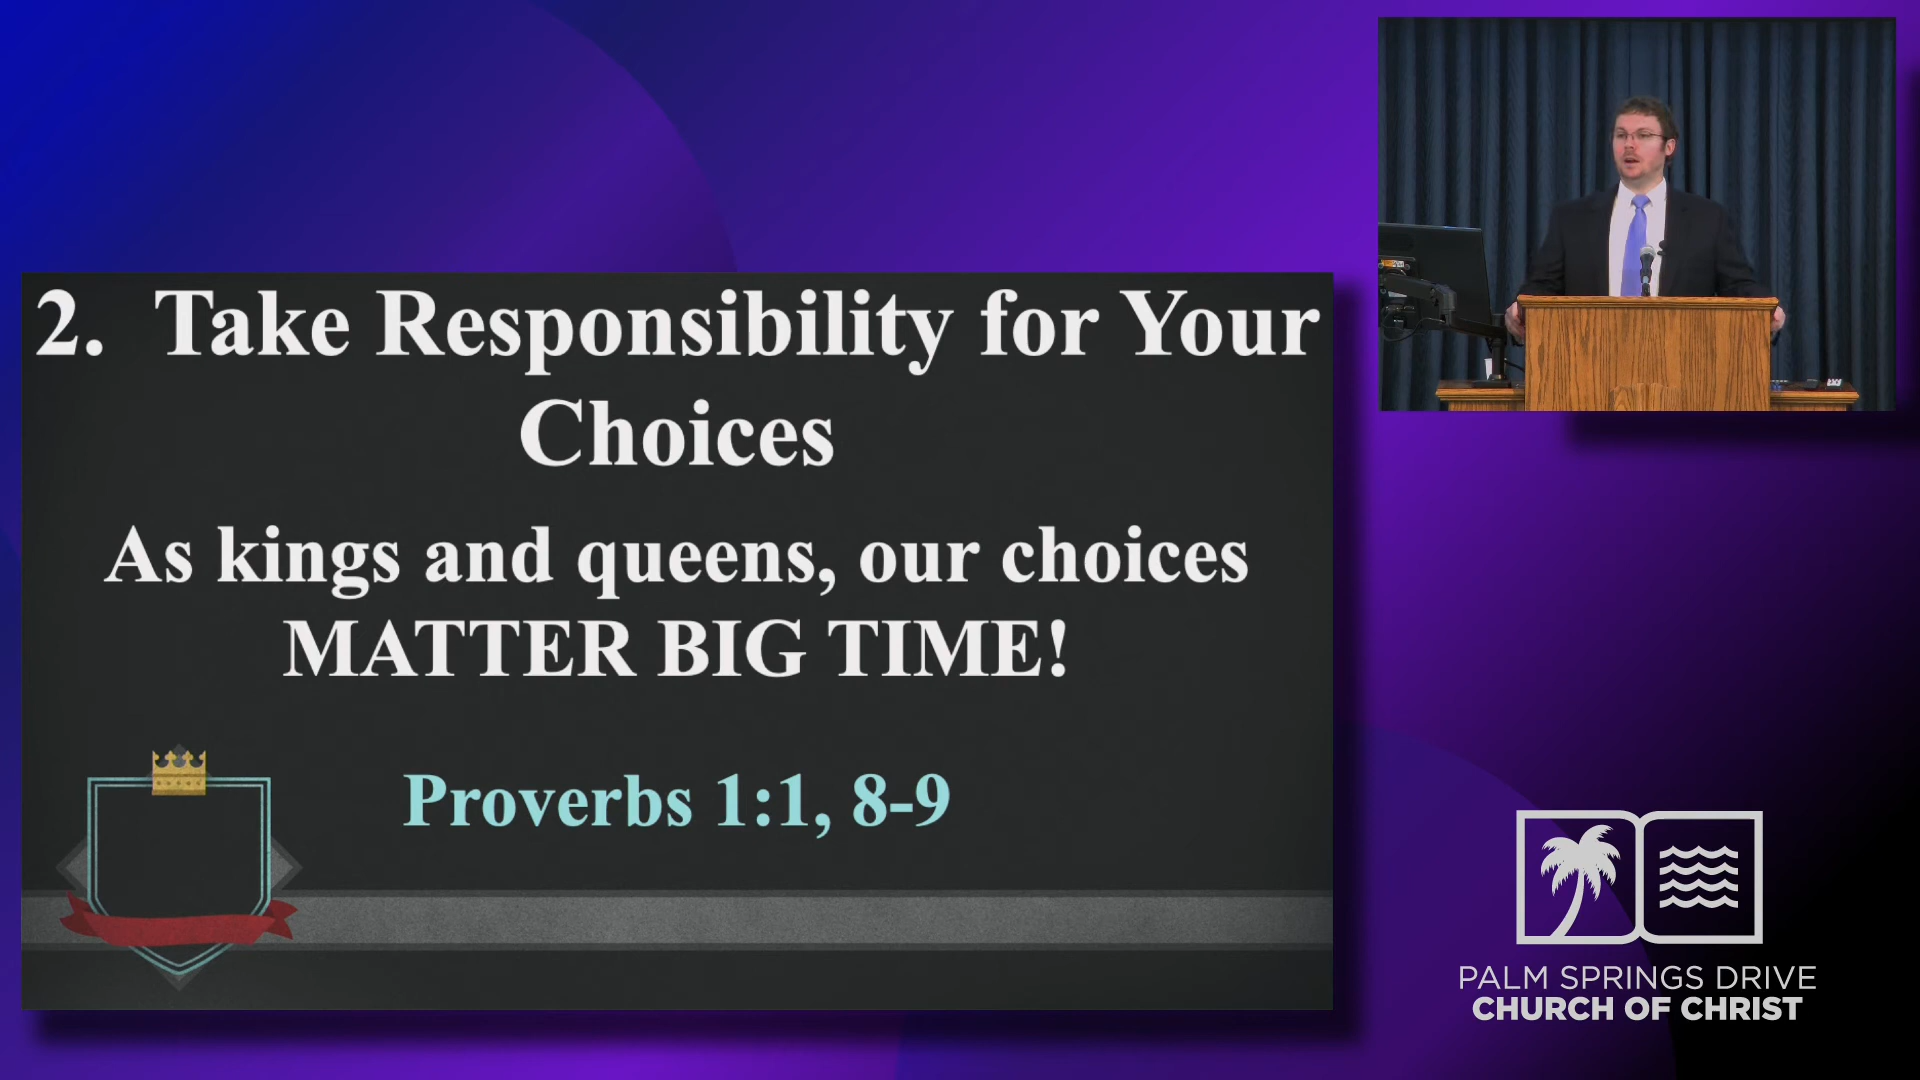 2. Take Responsibility for Your
Choices
As kings and queens, our choices
MATTER BIG TIME!
Proverbs 1:1, 8-9
PALM SPRINGS DRIVE
CHURCH OF CHRIST